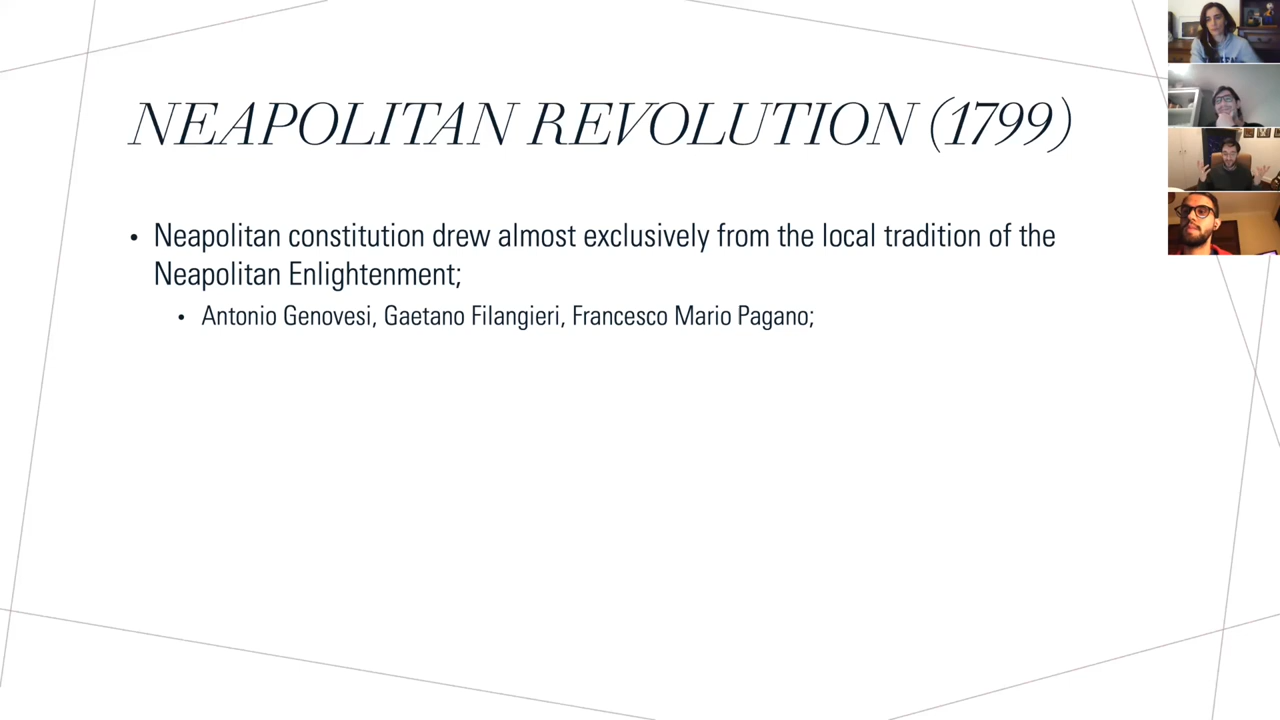 NEAPOLITAN REVOLUTION (1799)
• Neapolitan constitution drew almost exclusively from the local tradition of the
Neapolitan Enlightenment;
• Antonio Genovesi, Gaetano Filangieri, Francesco Mario Pagano;